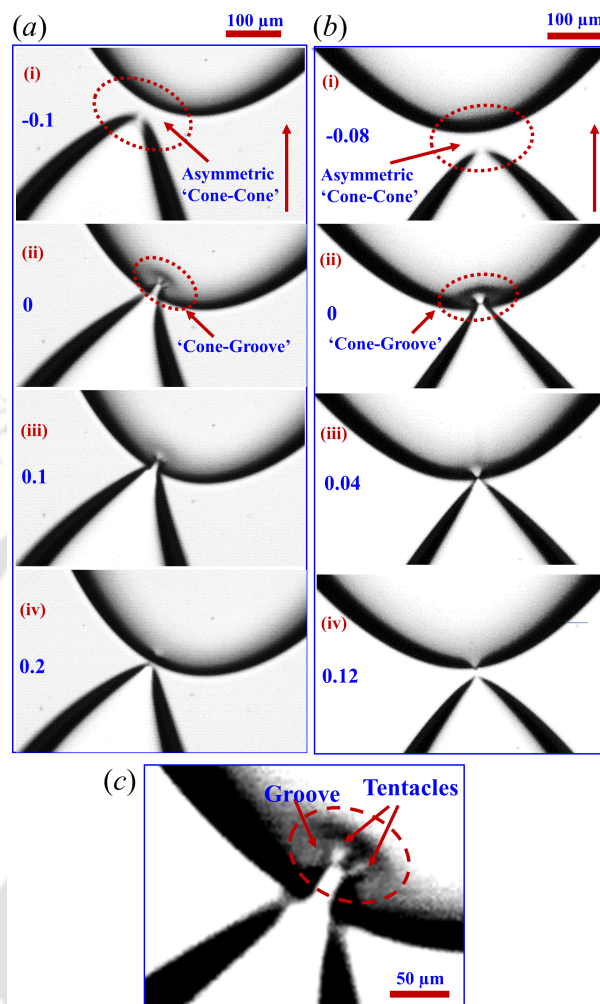 (a)
100 µm
(i)
-0.1
Asymmetric
‘Cone-Cone’
(ii)
0
‘Cone-Groove’
(iii)
0.1
(iv)
0.2
(b)
100 µm
(i)
-0.08
Asymmetric
‘Cone-Cone’
(ii)
0
‘Cone-Groove’
(iii)
0.04
(iv)
0.12
(c)
Groove
Tentacles
50 µm